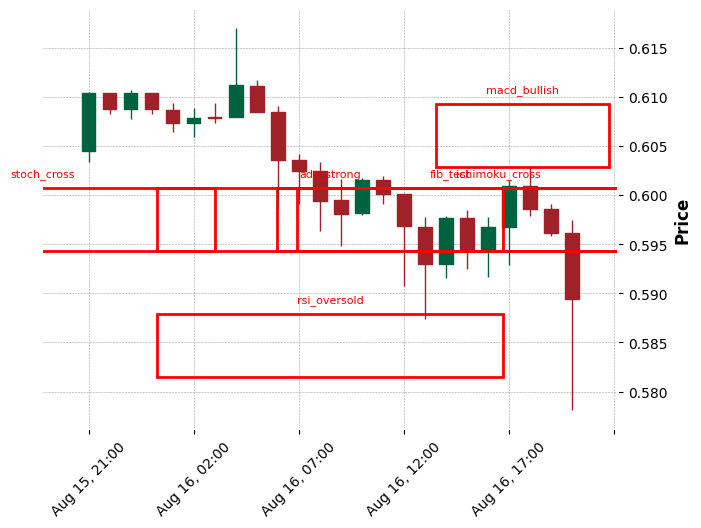 0.615
macd_bullish
0.610
0.605
stoch_cross
adx_strong
fib_test
ichimoku_cross
0.600
Price
0.595
0.590
rsi_oversold
0.585
0.580
Aug 15, 21:00
Aug 16, 02:00
Aug 16, 07:00
Aug 16, 12:00
Aug 16, 17:00